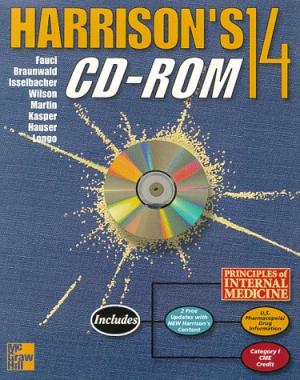 HARRISON'S 14
CD-ROM
Fauci
Braunwald
Isselbacher
Wilson
Martin
Kasper
Hauser
Longo
PRINCIPLES of
INTERNAL
MEDICINE
Includes
2 Free
Updates with
NEW Harrison's
Content
U.S.
Pharmacopeial
Drug
Information
Category I
CME
Credit
Mc
Graw
Hill